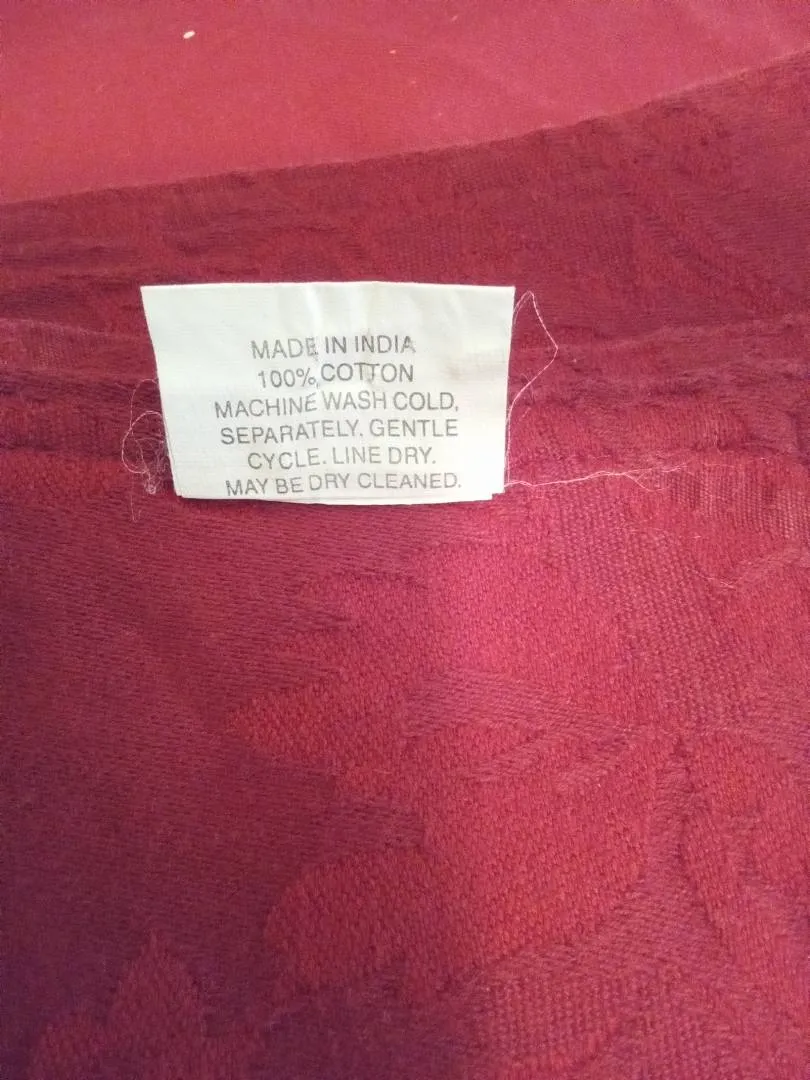 MADE IN INDIA
100% COTTON
MACHINE WASH COLD,
SEPARATELY. GENTLE
CYCLE. LINE DRY.
MAY BE DRY CLEANED.